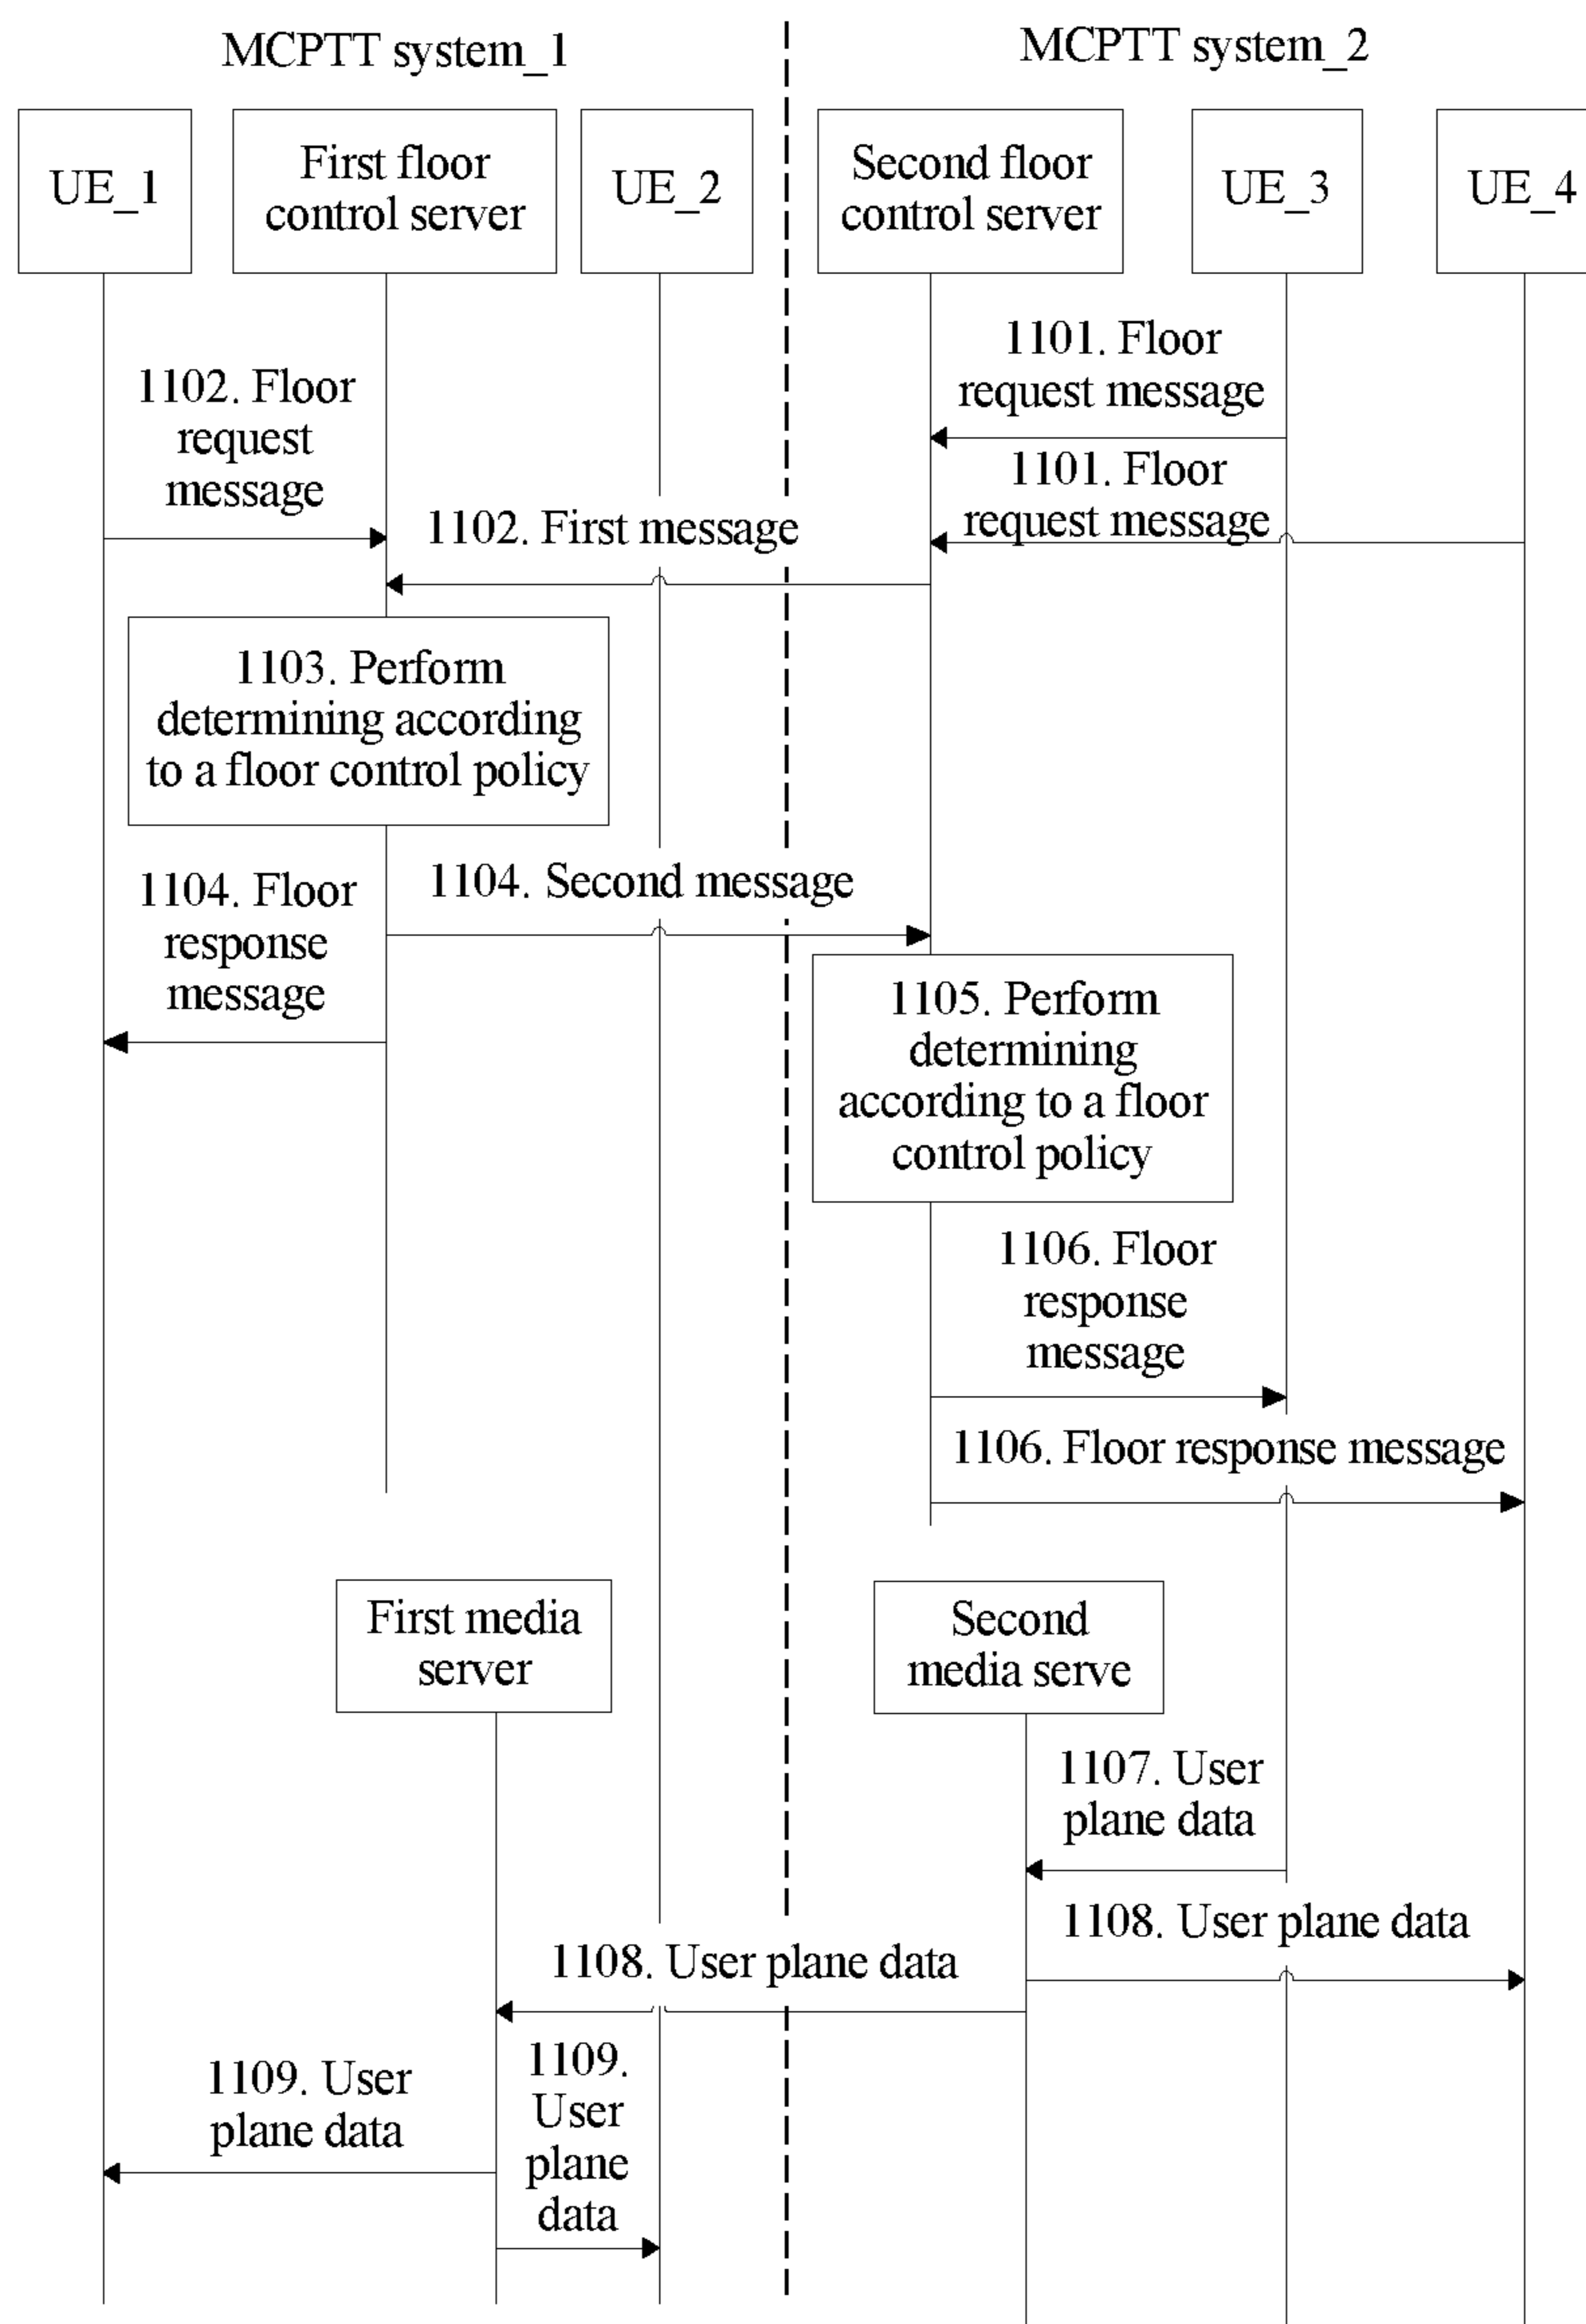 MCPTT system_1
MCPTT system_2
UE_1
First floor
control server
UE_2
Second floor
control server
UE_3
UE_4
1101. Floor
request message
1102. Floor
request
message
1101. Floor
request message
1102. First message
1103. Perform
determining according
to a floor control policy
1104. Second message
1104. Floor
response
message
1105. Perform
determining
according to a floor
control policy
1106. Floor
response
message
1106. Floor response message
First media
server
Second
media serve
1107. User
plane data
1108. User plane data
1108. User plane data
1109. User
plane data
1109.
User
plane
data